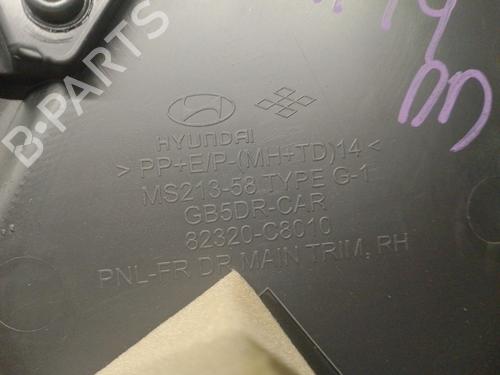 B-PARTS
HYUNDAI
> PP+E/P-(MH+TD)14 <
MS213-58 TYPE G-1
GB5DR-CAR
82320-C8010
PNL-FR DR MAIN TRIM, RH